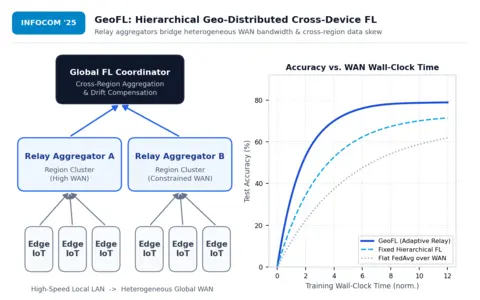 INFOCOM '25
GeoFL: Hierarchical Geo-Distributed Cross-Device FL
Relay aggregators bridge heterogeneous WAN bandwidth & cross-region data skew
Global FL Coordinator
Cross-Region Aggregation
& Drift Compensation
Relay Aggregator A
Region Cluster
(High WAN)
Relay Aggregator B
Region Cluster
(Constrained WAN)
Edge
IoT
Edge
IoT
Edge
IoT
Edge
IoT
Edge
IoT
Edge
IoT
High-Speed Local LAN -> Heterogeneous Global WAN
Accuracy vs. WAN Wall-Clock Time
Test Accuracy (%)
80
60
40
20
0
0 2 4 6 8 10 12
Training Wall-Clock Time (norm.)
GeoFL (Adaptive Relay)
Fixed Hierarchical FL
Flat FedAvg over WAN